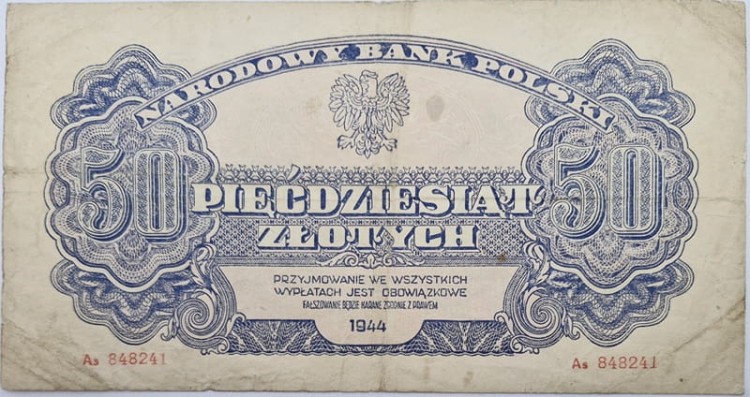 NARODOWY BANK POLSKI
50 50
PIĘĆDZIESIĄT
ZŁOTYCH
PRZYJMOWANIE WE WSZYSTKICH
WYPŁATACH JEST OBOWIĄZKOWE
FAŁSZOWANIE BĘDZIE KARANE ZGODNIE Z PRAWEM
1944
As 848241 As 848241